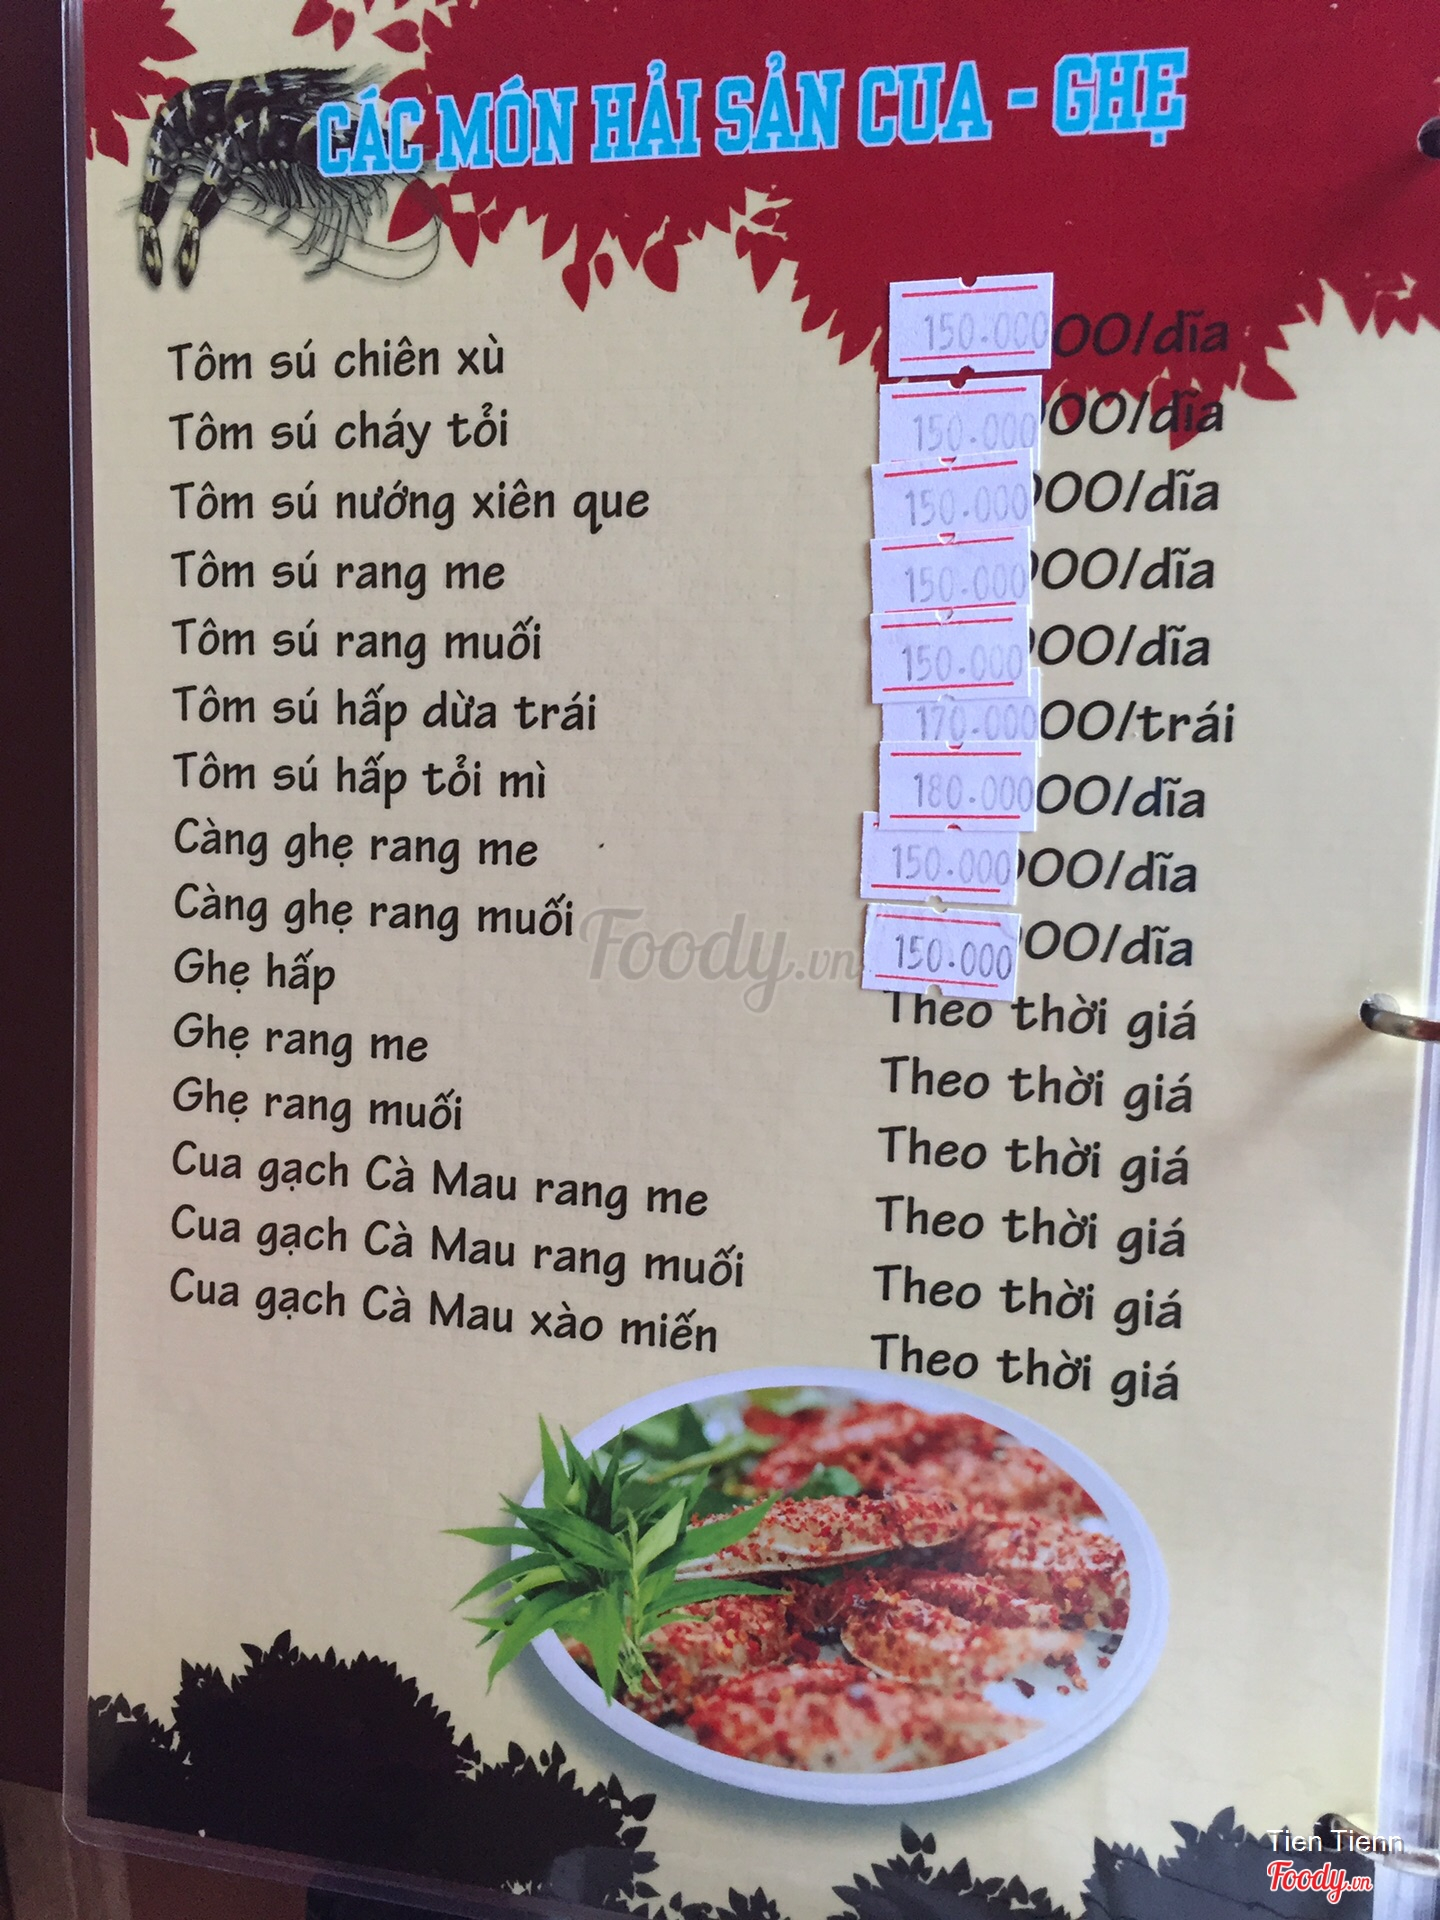 CÁC MÓN HẢI SẢN CUA - GHẸ
Tôm sú chiên xù 150.000 00/dĩa
Tôm sú cháy tỏi 150.000 00/dĩa
Tôm sú nướng xiên que 150.000 00/dĩa
Tôm sú rang me 150.000 00/dĩa
Tôm sú rang muối 150.000 00/dĩa
Tôm sú hấp dừa trái 170.000 00/trái
Tôm sú hấp tỏi mì 180.000 00/dĩa
Càng ghẹ rang me 150.000 00/dĩa
Càng ghẹ rang muối 150.000 00/dĩa
Ghẹ hấp Theo thời giá
Ghẹ rang me Theo thời giá
Ghẹ rang muối Theo thời giá
Cua gạch Cà Mau rang me Theo thời giá
Cua gạch Cà Mau rang muối Theo thời giá
Cua gạch Cà Mau xào miến Theo thời giá
Foody.vn
Tien Tienn
Foody.vn